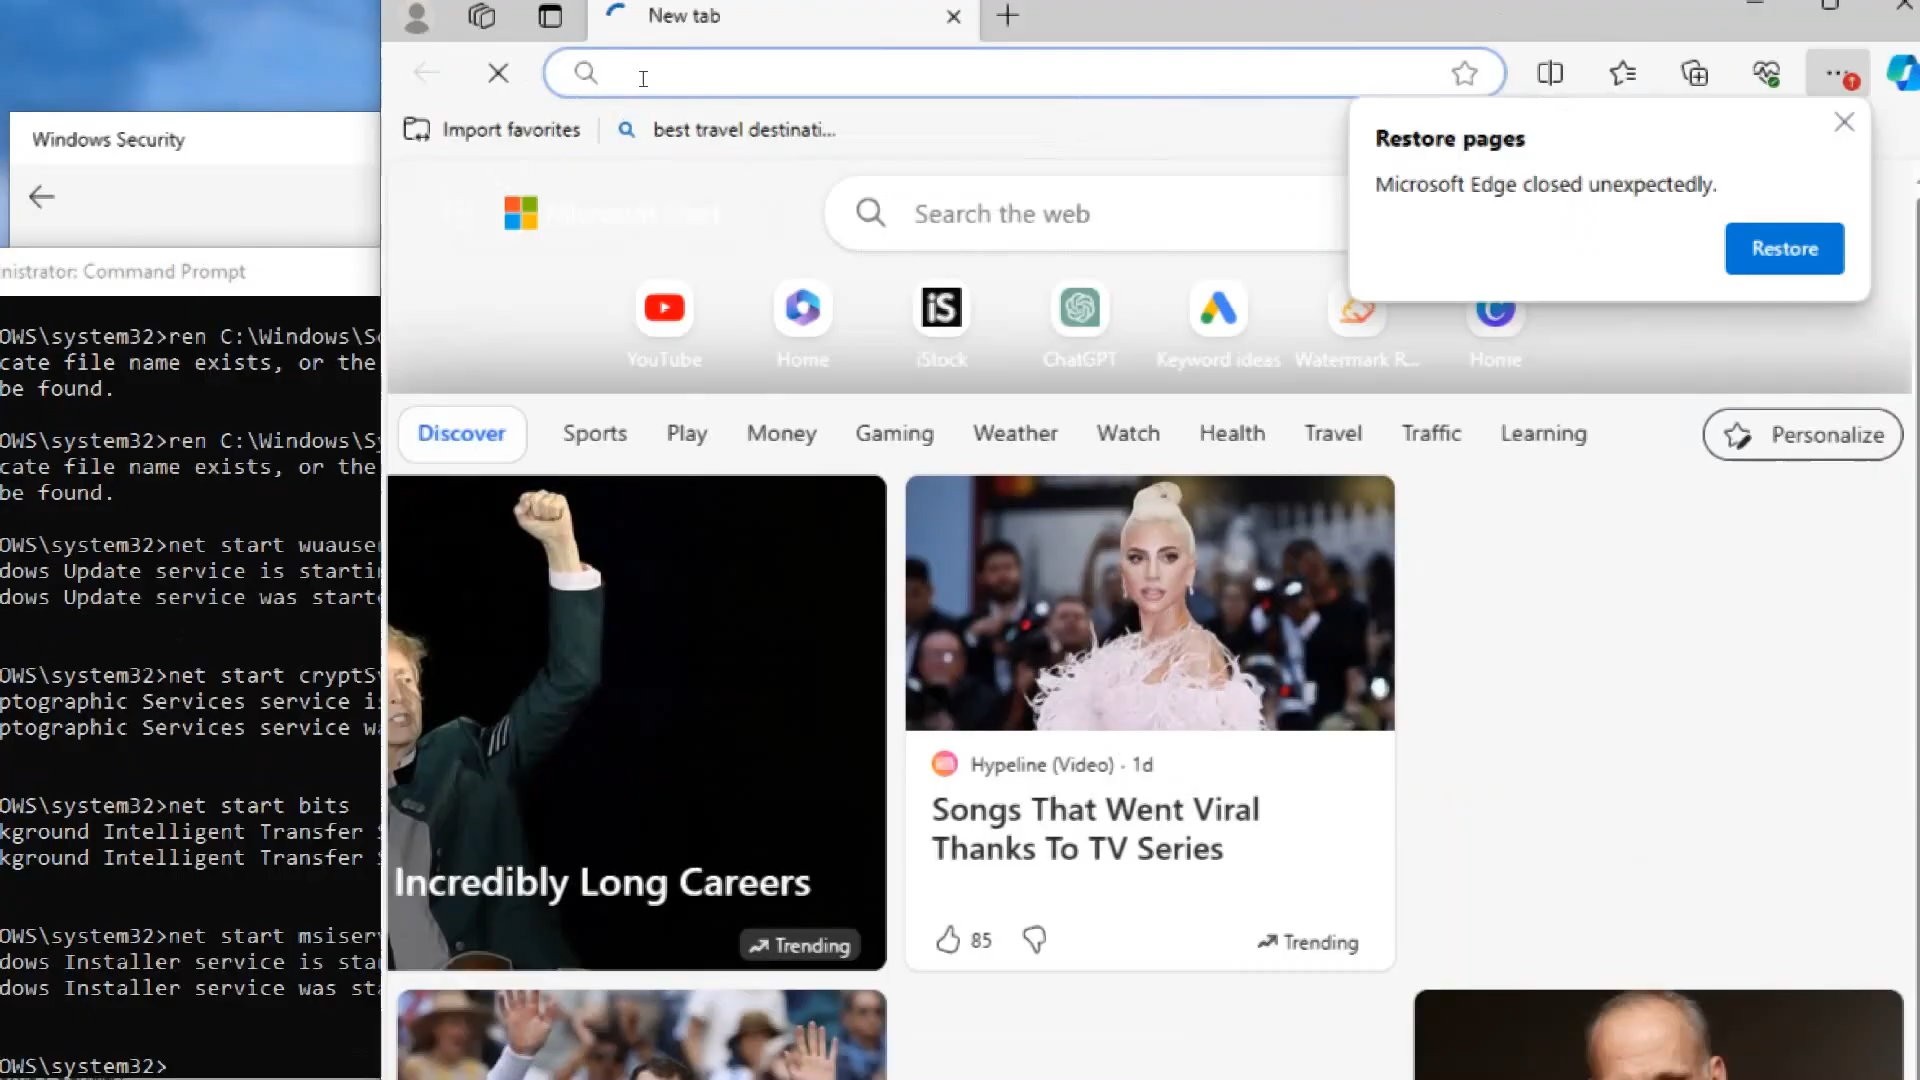 New tab
Import favorites
best travel destinati...
Restore pages
Microsoft Edge closed unexpectedly.
Restore
Search the web
YouTube
Home
iS
iStock
ChatGPT
Keyword ideas
Watermark R...
Home
Discover
Sports
Play
Money
Gaming
Weather
Watch
Health
Travel
Traffic
Learning
Personalize
Incredibly Long Careers
Trending
Hypeline (Video) · 1d
Songs That Went Viral
Thanks To TV Series
85
Trending
Windows Security
nistrator: Command Prompt
OWS\system32>ren C:\Windows\S
cate file name exists, or the
be found.
OWS\system32>ren C:\Windows\S
cate file name exists, or the
be found.
OWS\system32>net start wuause
dows Update service is starti
dows Update service was start
OWS\system32>net start cryptS
ptographic Services service i
ptographic Services service w
OWS\system32>net start bits
kground Intelligent Transfer S
kground Intelligent Transfer S
OWS\system32>net start msiser
dows Installer service is sta
dows Installer service was st
OWS\system32>